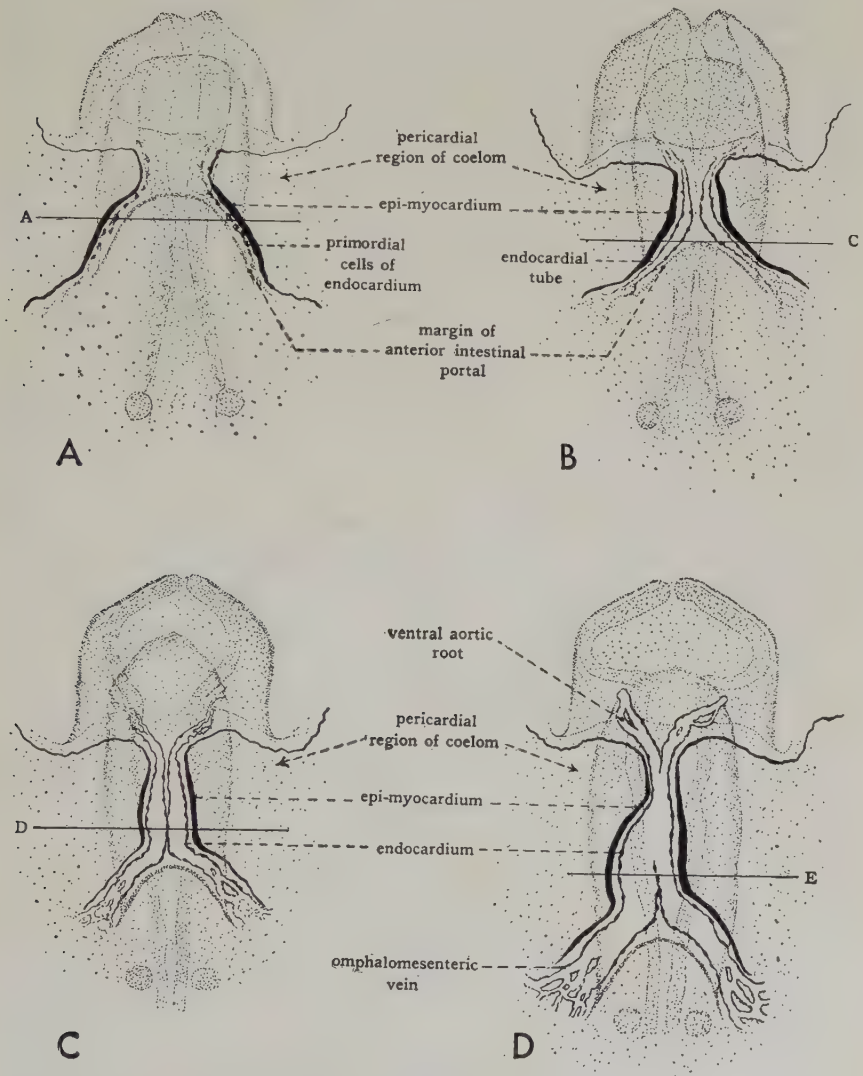 pericardial
region of coelom
A
epi-myocardium
primordial
cells of
endocardium
C
endocardial
tube
margin of
anterior intestinal
portal
A
B
ventral aortic
root
pericardial
region of coelom
epi-myocardium
D
endocardium
E
omphalomesenteric
vein
C
D